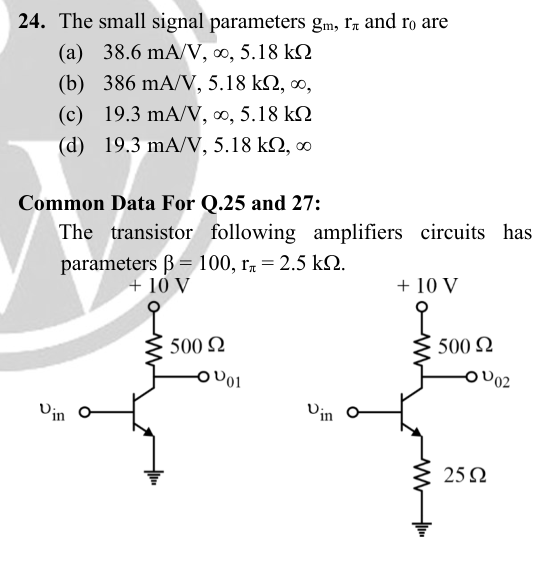 24. The small signal parameters gm, rπ and r0 are
(a) 38.6 mA/V, ∞, 5.18 kΩ
(b) 386 mA/V, 5.18 kΩ, ∞,
(c) 19.3 mA/V, ∞, 5.18 kΩ
(d) 19.3 mA/V, 5.18 kΩ, ∞
Common Data For Q.25 and 27:
The transistor following amplifiers circuits has
parameters β = 100, rπ = 2.5 kΩ.
+ 10 V + 10 V
500 Ω 500 Ω
υ01 υ02
υin υin
25 Ω